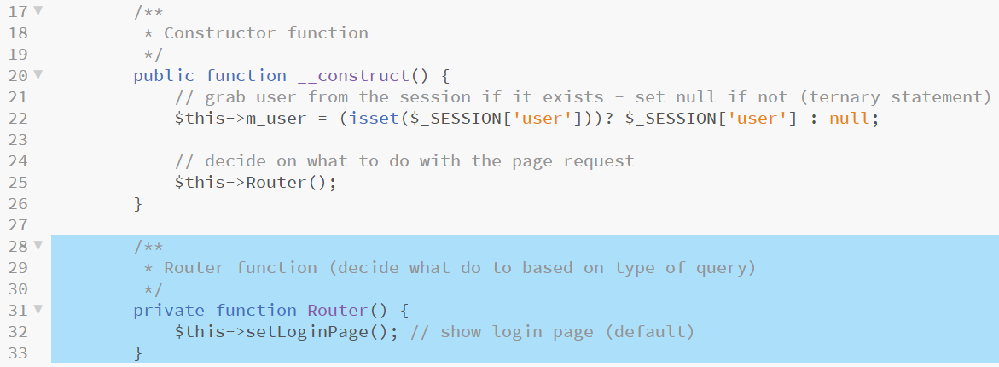 17 /**
18 * Constructor function
19 */
20 public function __construct() {
21 // grab user from the session if it exists - set null if not (ternary statement)
22 $this->m_user = (isset($_SESSION['user']))? $_SESSION['user'] : null;
23
24 // decide on what to do with the page request
25 $this->Router();
26 }
27
28 /**
29 * Router function (decide what do to based on type of query)
30 */
31 private function Router() {
32 $this->setLoginPage(); // show login page (default)
33 }